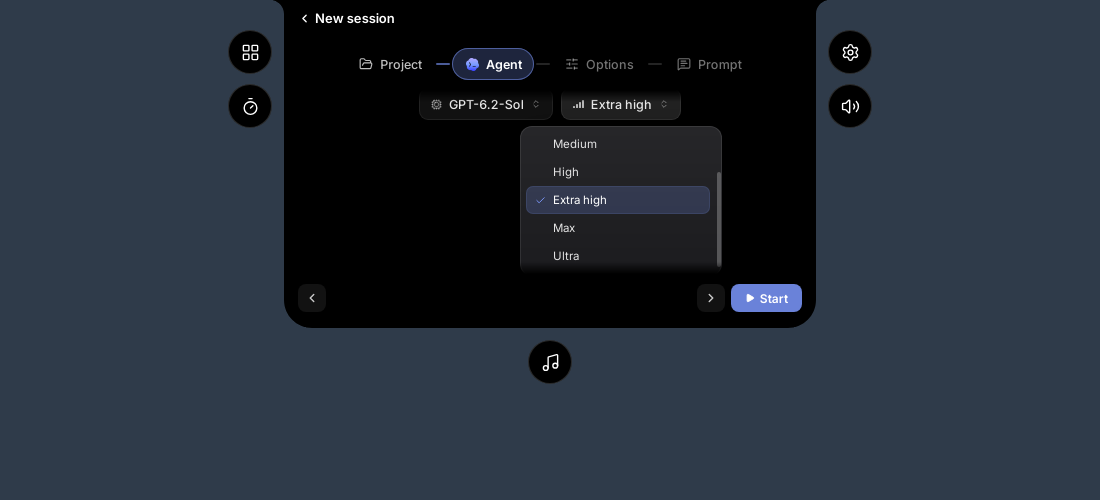 New session
Project
Agent
Options
Prompt
GPT-6.2-Sol
Extra high
Medium
High
Extra high
Max
Ultra
Start